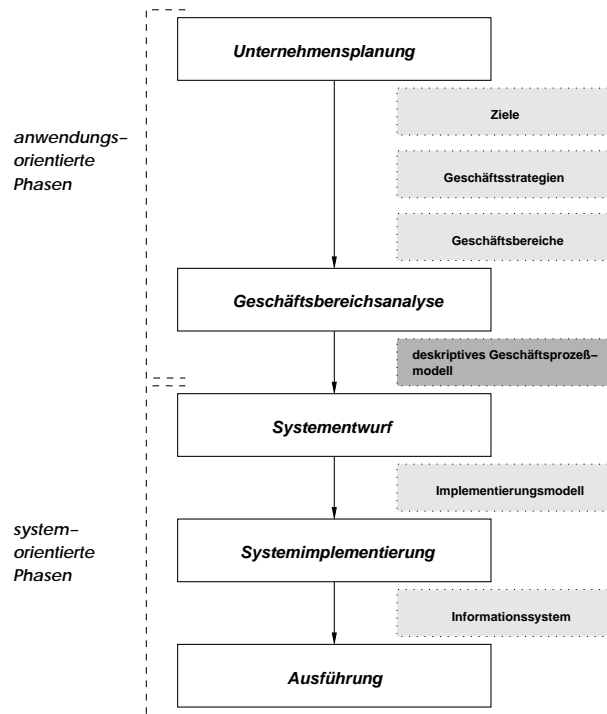 Unternehmensplanung
Ziele
anwendungs–
orientierte
Phasen
Geschäftsstrategien
Geschäftsbereiche
Geschäftsbereichsanalyse
deskriptives Geschäftsprozeß–
modell
Systementwurf
Implementierungsmodell
system–
orientierte
Phasen
Systemimplementierung
Informationssystem
Ausführung